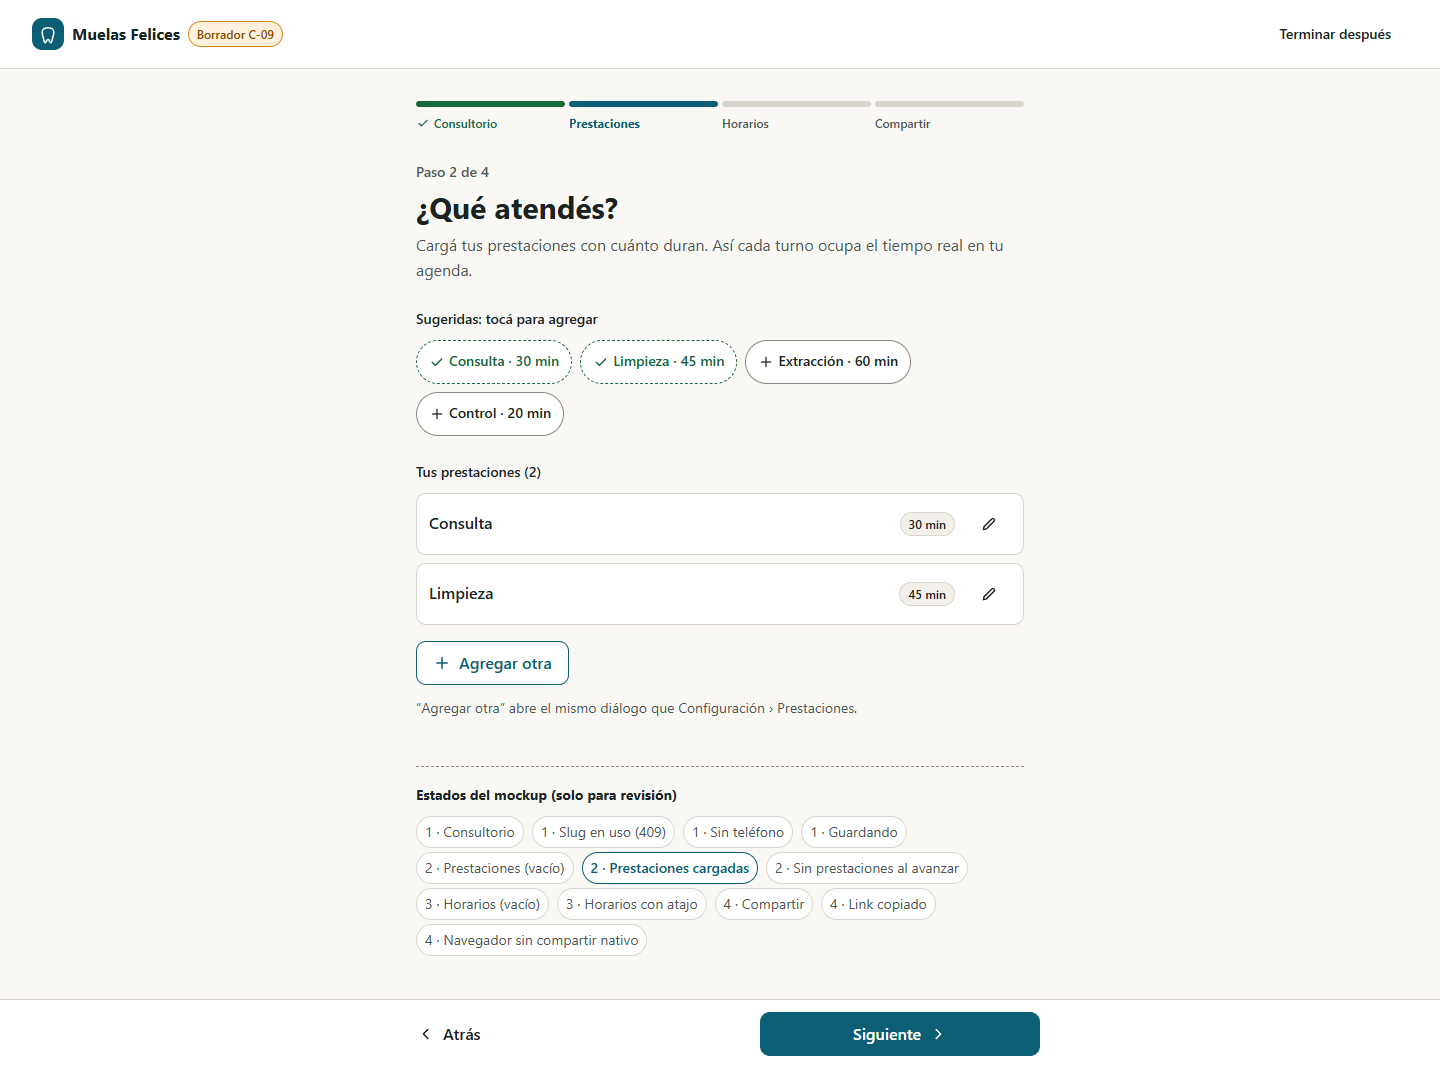 Muelas Felices
Borrador C-09
Terminar después
Consultorio
Prestaciones
Horarios
Compartir
Paso 2 de 4
¿Qué atendés?
Cargá tus prestaciones con cuánto duran. Así cada turno ocupa el tiempo real en tu
agenda.
Sugeridas: tocá para agregar
Consulta · 30 min
Limpieza · 45 min
Extracción · 60 min
Control · 20 min
Tus prestaciones (2)
Consulta
30 min
Limpieza
45 min
Agregar otra
“Agregar otra” abre el mismo diálogo que Configuración › Prestaciones.
Estados del mockup (solo para revisión)
1 · Consultorio
1 · Slug en uso (409)
1 · Sin teléfono
1 · Guardando
2 · Prestaciones (vacío)
2 · Prestaciones cargadas
2 · Sin prestaciones al avanzar
3 · Horarios (vacío)
3 · Horarios con atajo
4 · Compartir
4 · Link copiado
4 · Navegador sin compartir nativo
Atrás
Siguiente